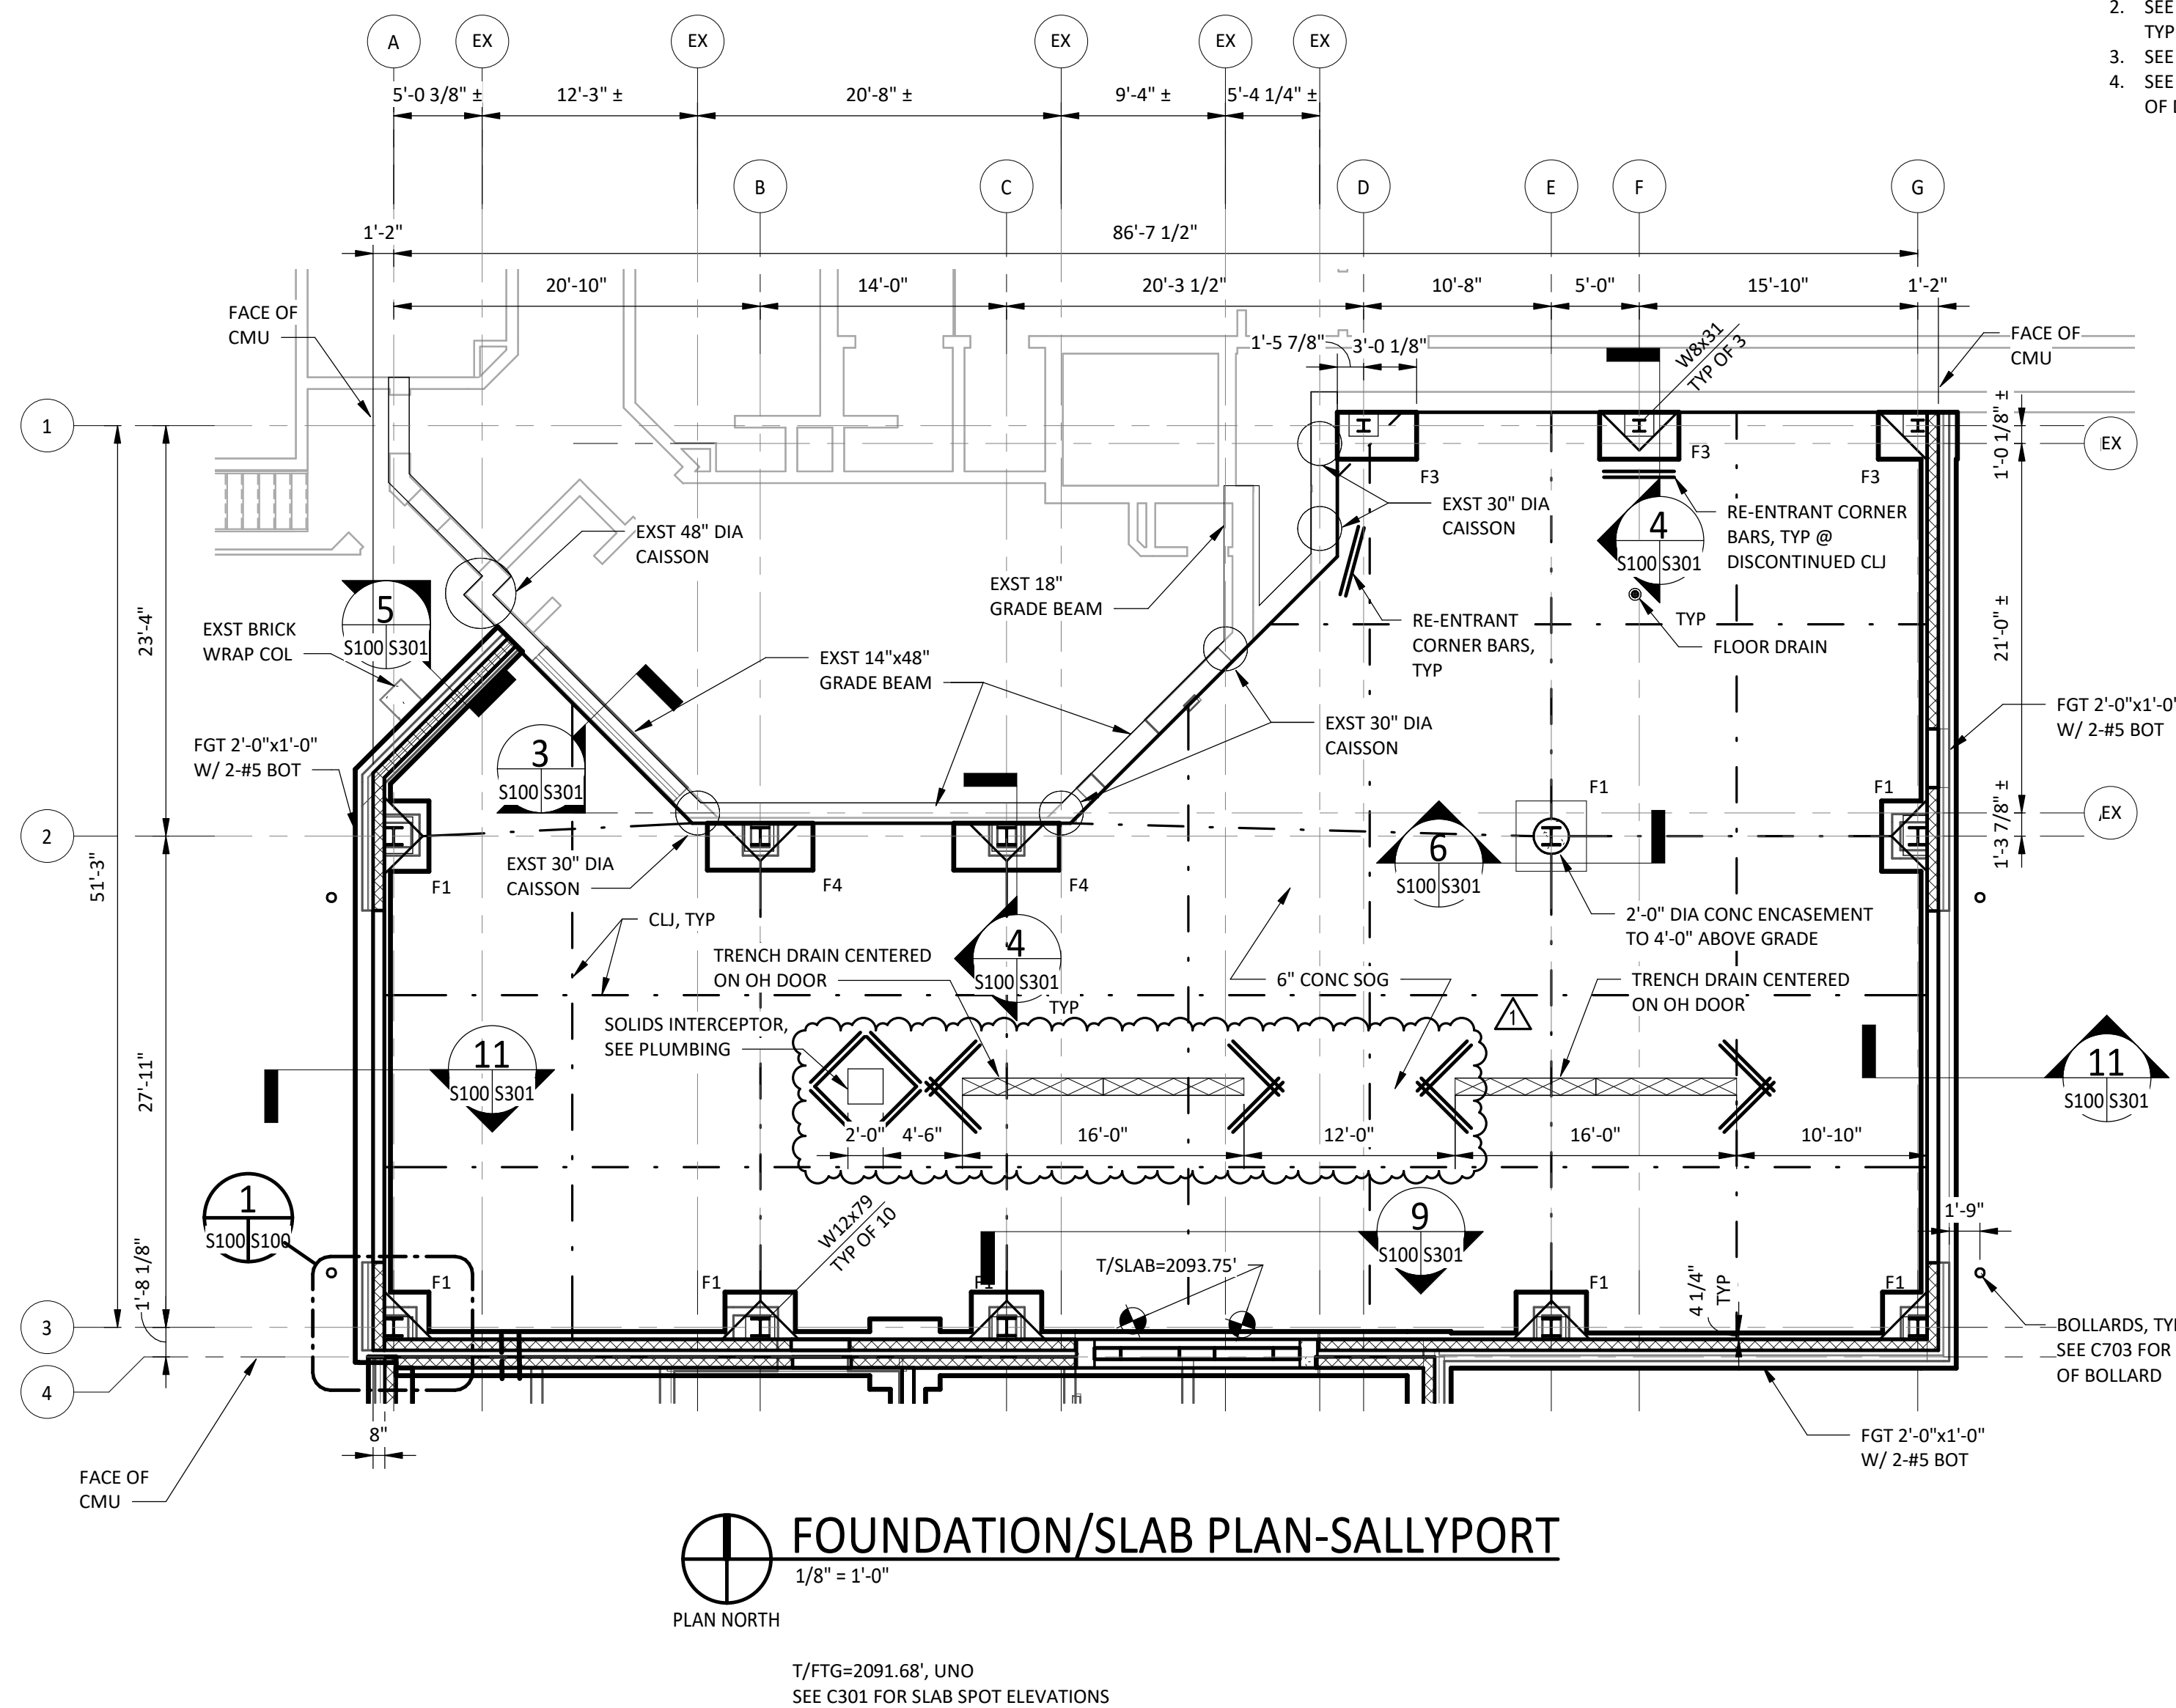 2. SEE
TYP
3. SEE
4. SEE
A
EX
EX
EX
EX
EX
5'-0 3/8" ±
12'-3" ±
20'-8" ±
9'-4" ±
5'-4 1/4" ±
B
C
D
E
F
G
1'-2"
86'-7 1/2"
20'-10"
14'-0"
20'-3 1/2"
10'-8"
5'-0"
15'-10"
1'-2"
FACE OF
CMU
1'-5 7/8"
3'-0 1/8"
W8x31
TYP OF 3
FACE OF
CMU
1
1'-0 1/8" ±
EX
F3
F3
F3
EXST 48" DIA
CAISSON
EXST 30" DIA
CAISSON
4
S100 S301
RE-ENTRANT CORNER
BARS, TYP @
DISCONTINUED CLJ
EXST 18"
GRADE BEAM
5
S100 S301
EXST BRICK
WRAP COL
23'-4"
RE-ENTRANT
CORNER BARS,
TYP
TYP
FLOOR DRAIN
21'-0" ±
EXST 14"x48"
GRADE BEAM
FGT 2'-0"x1'-0"
W/ 2-#5 BOT
3
S100 S301
EXST 30" DIA
CAISSON
FGT 2'-0"x1'-0"
W/ 2-#5 BOT
F1
F1
2
EX
1'-3 7/8" ±
51'-3"
F1
EXST 30" DIA
CAISSON
F4
F4
6
S100 S301
2'-0" DIA CONC ENCASEMENT
TO 4'-0" ABOVE GRADE
CLJ, TYP
TRENCH DRAIN CENTERED
ON OH DOOR
4
S100 S301
TYP
6" CONC SOG
TRENCH DRAIN CENTERED
ON OH DOOR
1
SOLIDS INTERCEPTOR,
SEE PLUMBING
27'-11"
11
S100 S301
11
S100 S301
2'-0"
4'-6"
16'-0"
12'-0"
16'-0"
10'-10"
1
S100 S100
W12x79
TYP OF 10
9
S100 S301
1'-9"
T/SLAB=2093.75'
1'-8 1/8"
F1
F1
F1
F1
F1
4 1/4"
TYP
3
4
BOLLARDS, TYP
SEE C703 FOR
OF BOLLARD
8"
FACE OF
CMU
FGT 2'-0"x1'-0"
W/ 2-#5 BOT
FOUNDATION/SLAB PLAN-SALLYPORT
1/8" = 1'-0"
PLAN NORTH
T/FTG=2091.68', UNO
SEE C301 FOR SLAB SPOT ELEVATIONS